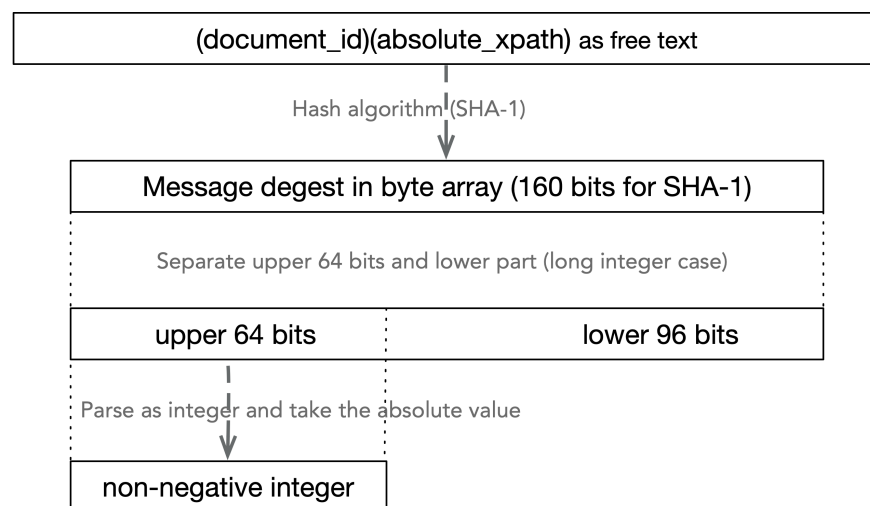 (document_id)(absolute_xpath) as free text
Hash algorithm (SHA-1)
Message degest in byte array (160 bits for SHA-1)
Separate upper 64 bits and lower part (long integer case)
upper 64 bits lower 96 bits
Parse as integer and take the absolute value
non-negative integer